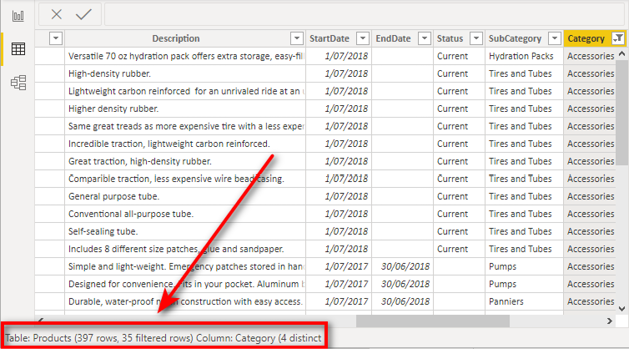 Description StartDate EndDate Status SubCategory Category
Versatile 70 oz hydration pack offers extra storage, easy-fil 1/07/2018 Current Hydration Packs Accessories
High-density rubber. 1/07/2018 Current Tires and Tubes Accessories
Lightweight carbon reinforced for an unrivaled ride at an u 1/07/2018 Current Tires and Tubes Accessories
Higher density rubber. 1/07/2018 Current Tires and Tubes Accessories
Same great treads as more expensive tire with a less expe 1/07/2018 Current Tires and Tubes Accessories
Incredible traction, lightweight carbon reinforced. 1/07/2018 Current Tires and Tubes Accessories
Great traction, high-density rubber. 1/07/2018 Current Tires and Tubes Accessories
Comparible traction, less expensive wire bead casing. 1/07/2018 Current Tires and Tubes Accessories
General purpose tube. 1/07/2018 Current Tires and Tubes Accessories
Conventional all-purpose tube. 1/07/2018 Current Tires and Tubes Accessories
Self-sealing tube. 1/07/2018 Current Tires and Tubes Accessories
Includes 8 different size patches, glue and sandpaper. 1/07/2018 Current Tires and Tubes Accessories
Simple and light-weight. Emergency patches stored in han 1/07/2017 30/06/2018 Pumps Accessories
Designed for convenience. Fits in your pocket. Aluminum b 1/07/2017 30/06/2018 Pumps Accessories
Durable, water-proof nylon construction with easy access. 1/07/2017 30/06/2018 Panniers Accessories
Table: Products (397 rows, 35 filtered rows) Column: Category (4 distinct